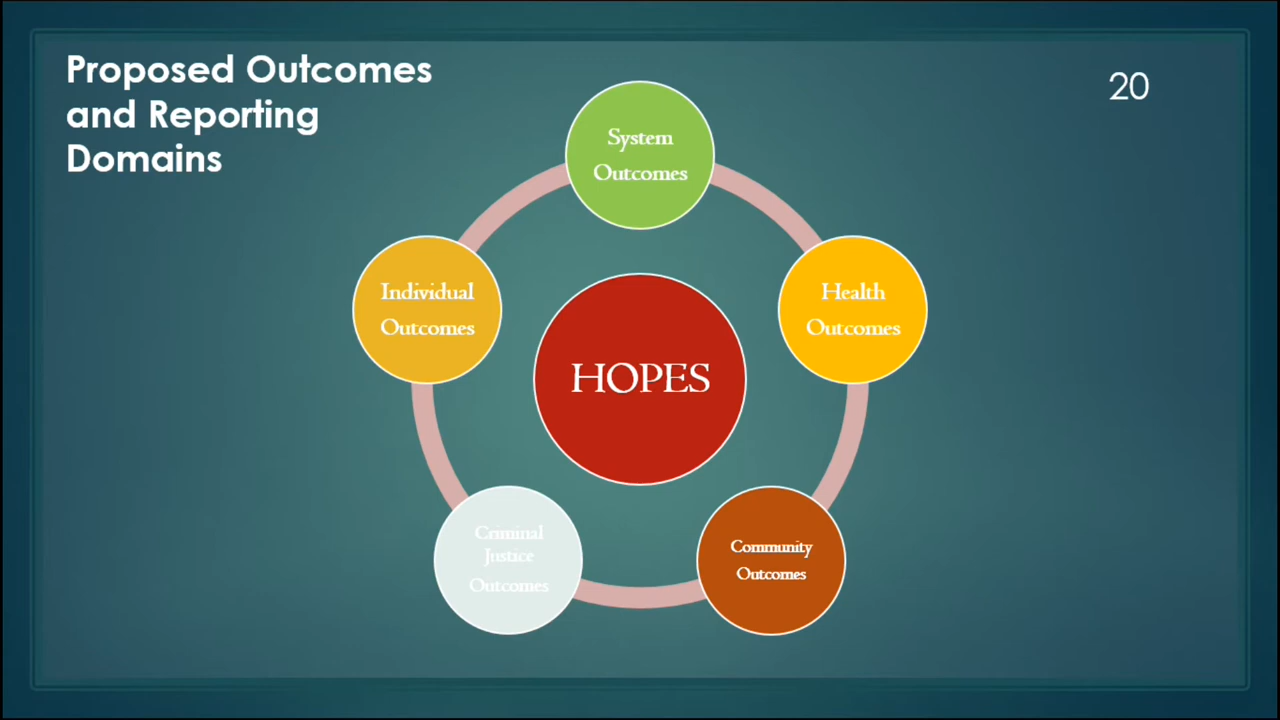 Proposed Outcomes
and Reporting
Domains
20
System
Outcomes
Individual
Outcomes
Health
Outcomes
HOPES
Criminal
Justice
Outcomes
Community
Outcomes